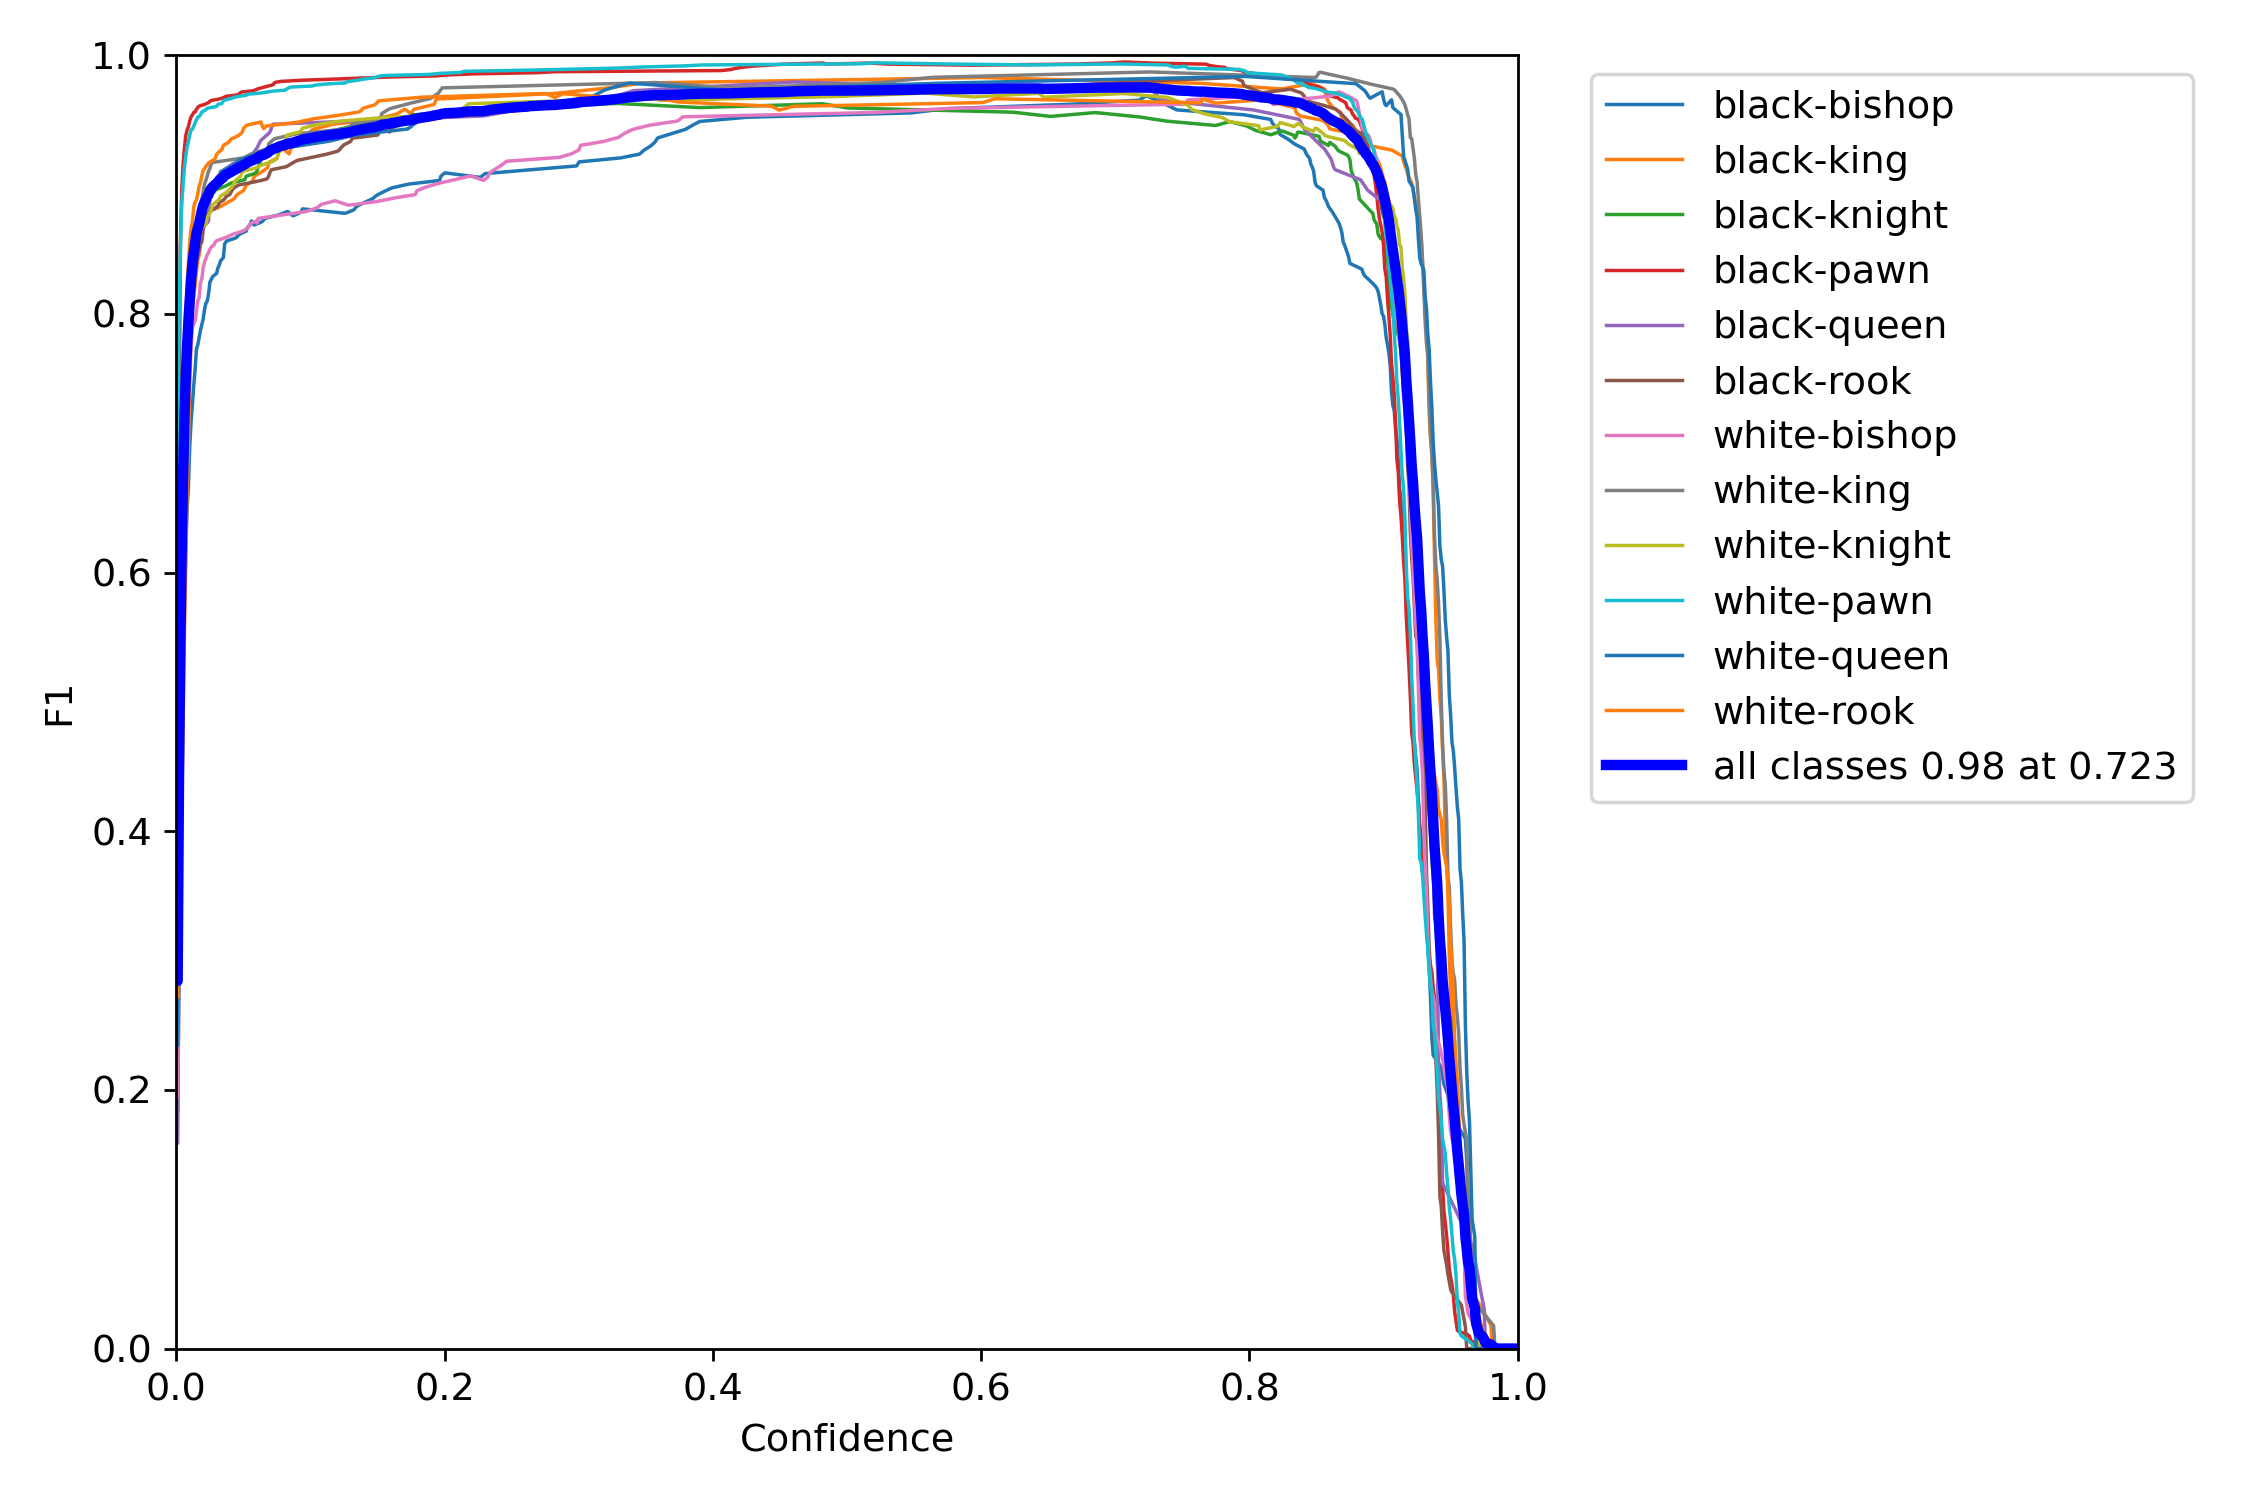 1.0
0.8
0.6
0.4
0.2
0.0
F1
0.0 0.2 0.4 0.6 0.8 1.0
Confidence
black-bishop
black-king
black-knight
black-pawn
black-queen
black-rook
white-bishop
white-king
white-knight
white-pawn
white-queen
white-rook
all classes 0.98 at 0.723